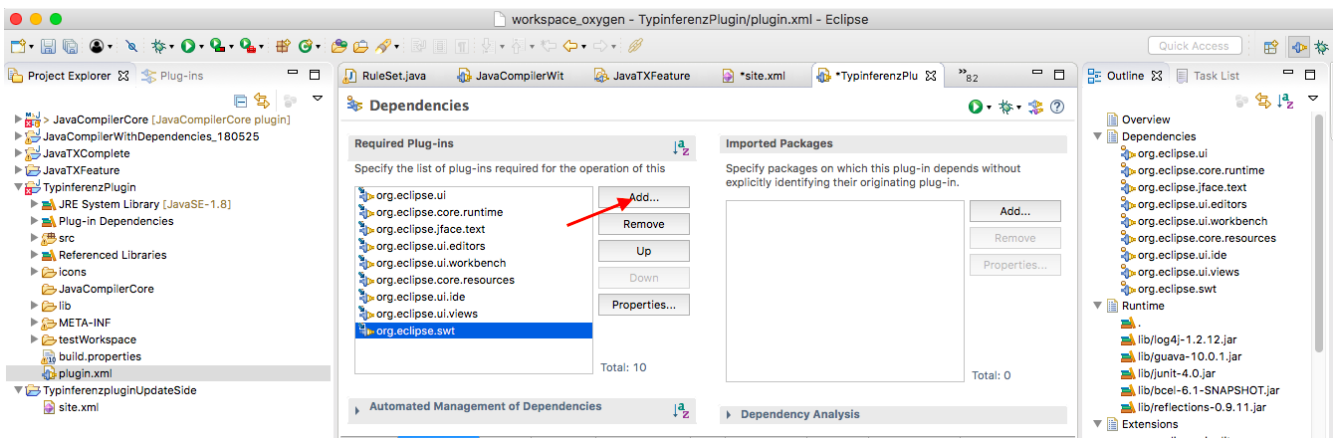 workspace_oxygen - TypinferenzPlugin/plugin.xml - Eclipse
Quick Access
Project Explorer
Plug-ins
> JavaCompilerCore [JavaCompilerCore plugin]
JavaCompilerWithDependencies_180525
JavaTXComplete
JavaTXFeature
TypinferenzPlugin
JRE System Library [JavaSE-1.8]
Plug-in Dependencies
src
Referenced Libraries
icons
JavaCompilerCore
lib
META-INF
testWorkspace
build.properties
plugin.xml
TypinferenzpluginUpdateSide
site.xml
RuleSet.java
JavaCompilerWit
JavaTXFeature
*site.xml
*TypinferenzPlu
»82
Dependencies
Required Plug-ins
Specify the list of plug-ins required for the operation of this
org.eclipse.ui
org.eclipse.core.runtime
org.eclipse.jface.text
org.eclipse.ui.editors
org.eclipse.ui.workbench
org.eclipse.core.resources
org.eclipse.ui.ide
org.eclipse.ui.views
org.eclipse.swt
Add...
Remove
Up
Down
Properties...
Total: 10
Automated Management of Dependencies
Imported Packages
Specify packages on which this plug-in depends without
explicitly identifying their originating plug-in.
Add...
Remove
Properties...
Total: 0
Dependency Analysis
Outline
Task List
Overview
Dependencies
org.eclipse.ui
org.eclipse.core.runtime
org.eclipse.jface.text
org.eclipse.ui.editors
org.eclipse.ui.workbench
org.eclipse.core.resources
org.eclipse.ui.ide
org.eclipse.ui.views
org.eclipse.swt
Runtime
.
lib/log4j-1.2.12.jar
lib/guava-10.0.1.jar
lib/junit-4.0.jar
lib/bcel-6.1-SNAPSHOT.jar
lib/reflections-0.9.11.jar
Extensions